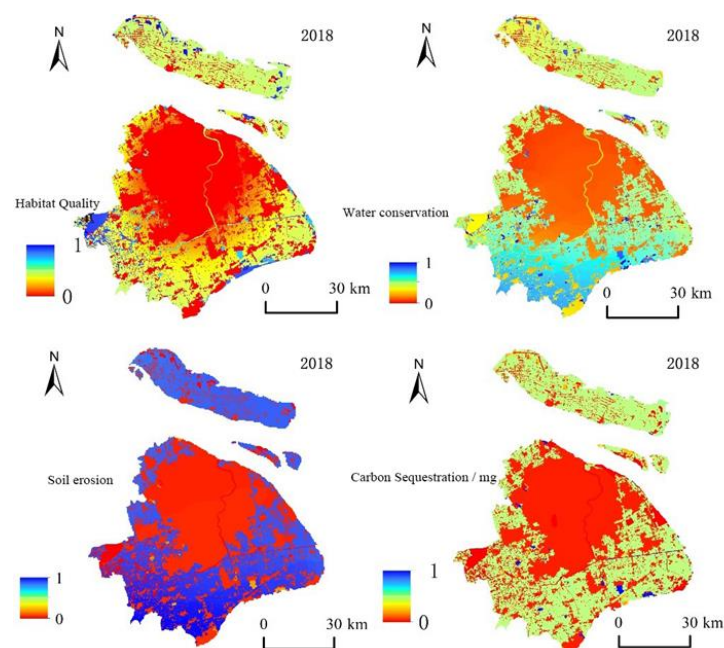 N
2018
Habitat Quality
1
0
0 30 km
N
2018
Water conservation
1
0
0 30 km
N
2018
Soil erosion
1
0
0 30 km
N
2018
Carbon Sequestration / mg
1
0
0 30 km